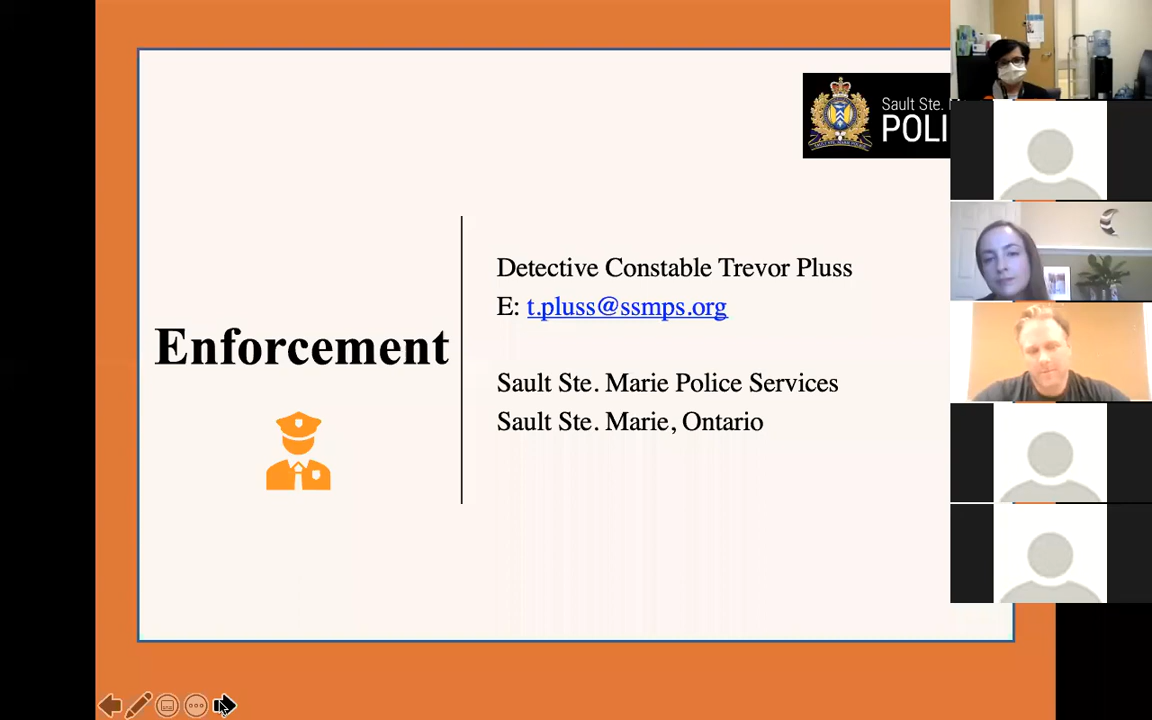 Sault Ste.
POLI
Detective Constable Trevor Pluss
E: t.pluss@ssmps.org
Enforcement
Sault Ste. Marie Police Services
Sault Ste. Marie, Ontario